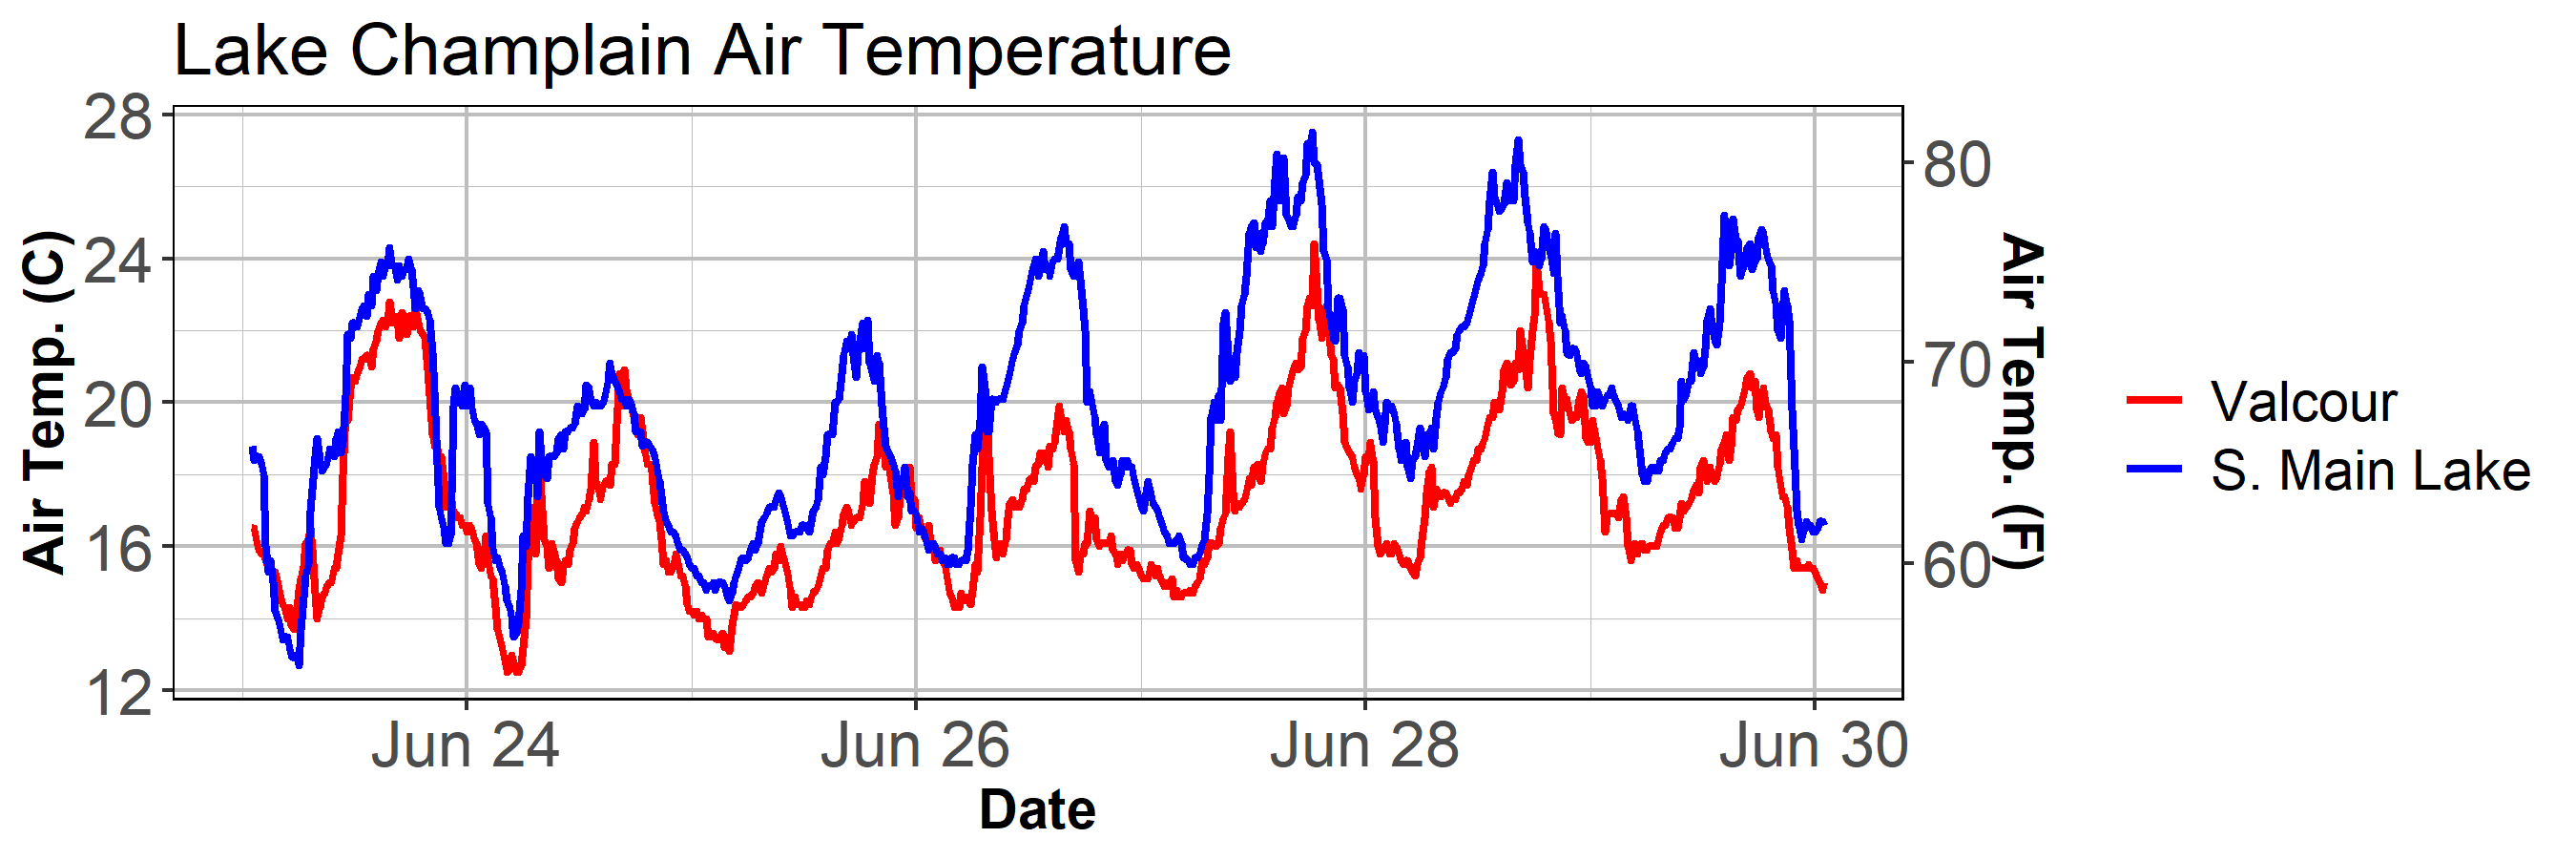 Lake Champlain Air Temperature
28
24
20
16
12
Air Temp. (C)
80
70
60
Air Temp. (F)
Jun 24
Jun 26
Jun 28
Jun 30
Date
Valcour
S. Main Lake